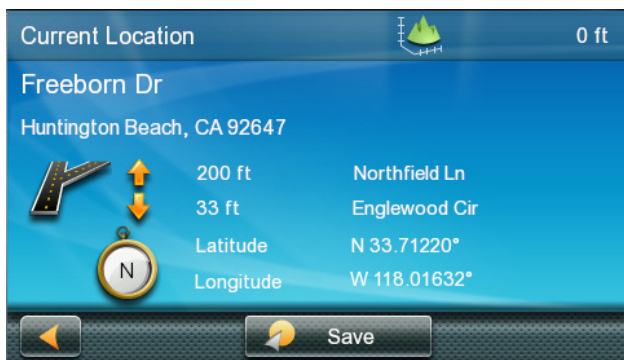 Current Location 0 ft
Freeborn Dr
Huntington Beach, CA 92647
200 ft Northfield Ln
33 ft Englewood Cir
Latitude N 33.71220°
N
Longitude W 118.01632°
Save